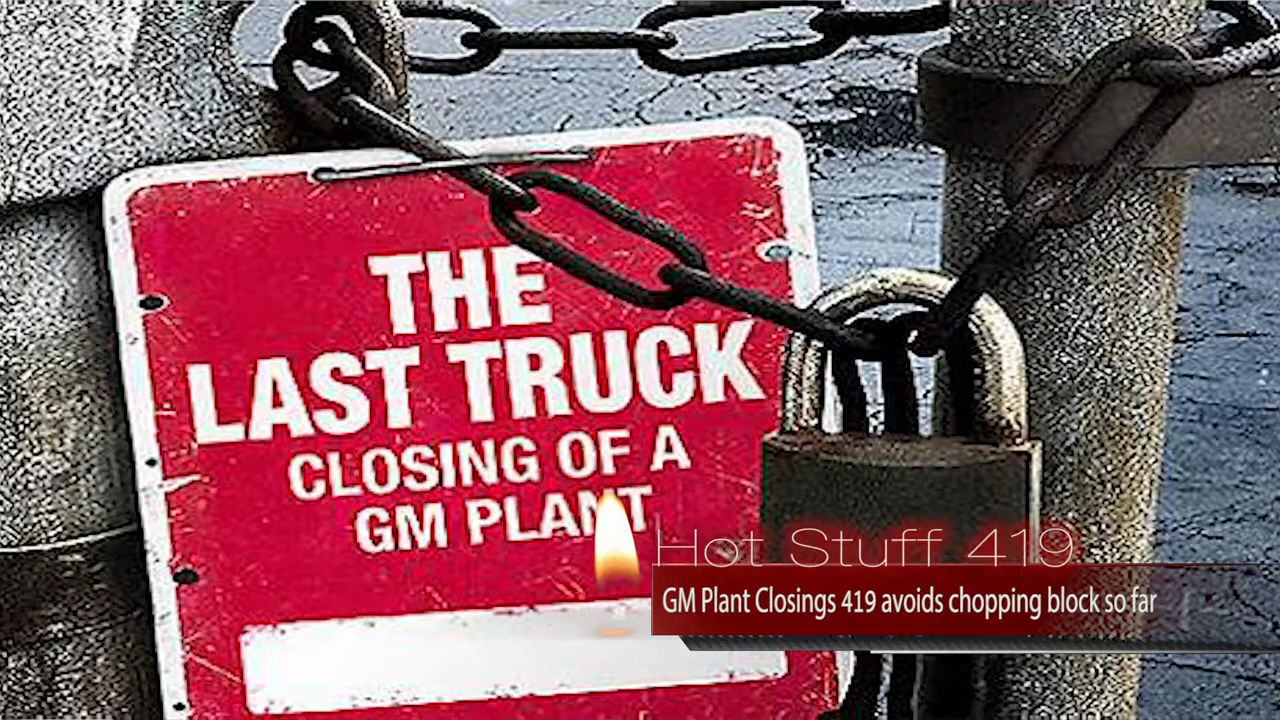 THE
LAST TRUCK
CLOSING OF A
GM PLANT
Hot Stuff 419
GM Plant Closings 419 avoids chopping block so far